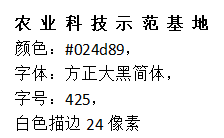 农业科技示范基地
颜色：#024d89，
字体：方正大黑简体，
字号：425，
白色描边 24 像素